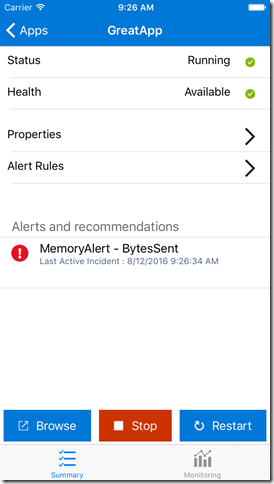 Carrier 9:26 AM
Apps GreatApp
Status Running
Health Available
Properties
Alert Rules
Alerts and recommendations
MemoryAlert - BytesSent
Last Active Incident : 8/12/2016 9:26:34 AM
Browse Stop Restart
Summary Monitoring